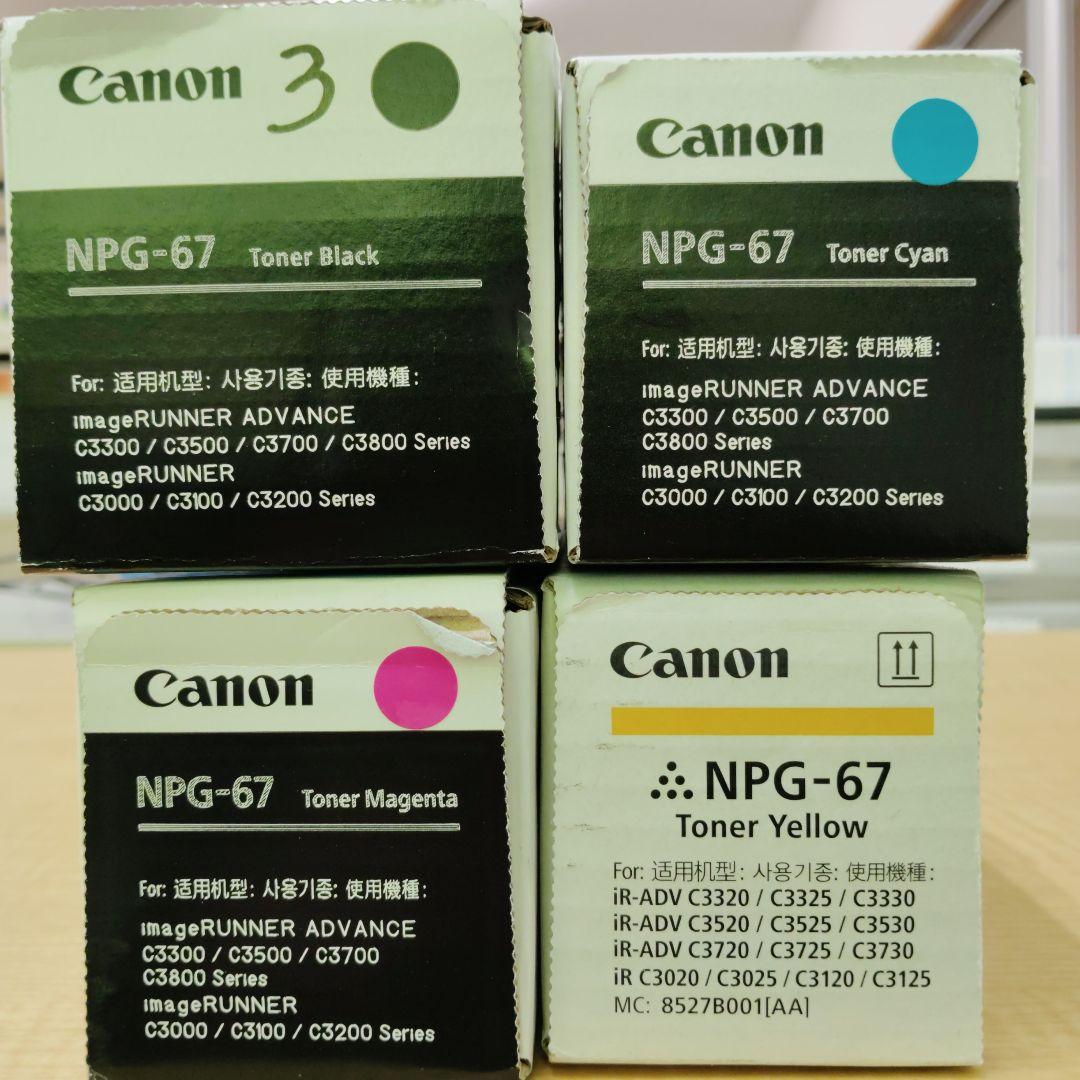 Canon 3
NPG-67 Toner Black
For: 适用机型: 사용기종: 使用機種:
imageRUNNER ADVANCE
C3300 / C3500 / C3700 / C3800 Series
imageRUNNER
C3000 / C3100 / C3200 Series
Canon
NPG-67 Toner Cyan
For: 适用机型: 사용기종: 使用機種:
imageRUNNER ADVANCE
C3300 / C3500 / C3700
C3800 Series
imageRUNNER
C3000 / C3100 / C3200 Series
Canon
NPG-67 Toner Magenta
For: 适用机型: 사용기종: 使用機種:
imageRUNNER ADVANCE
C3300 / C3500 / C3700
C3800 Series
imageRUNNER
C3000 / C3100 / C3200 Series
Canon
NPG-67
Toner Yellow
For: 适用机型: 사용기종: 使用機種:
iR-ADV C3320 / C3325 / C3330
iR-ADV C3520 / C3525 / C3530
iR-ADV C3720 / C3725 / C3730
iR C3020 / C3025 / C3120 / C3125
MC: 8527B001[AA]